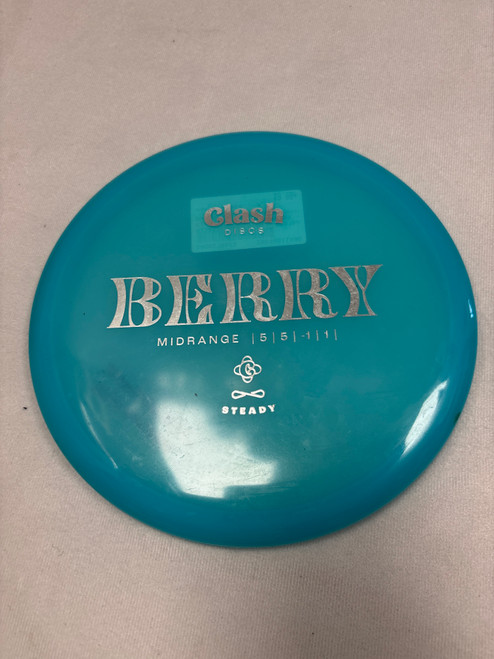 Clash
DISCS
BERRY
MIDRANGE |5|5|-1|1|
STEADY